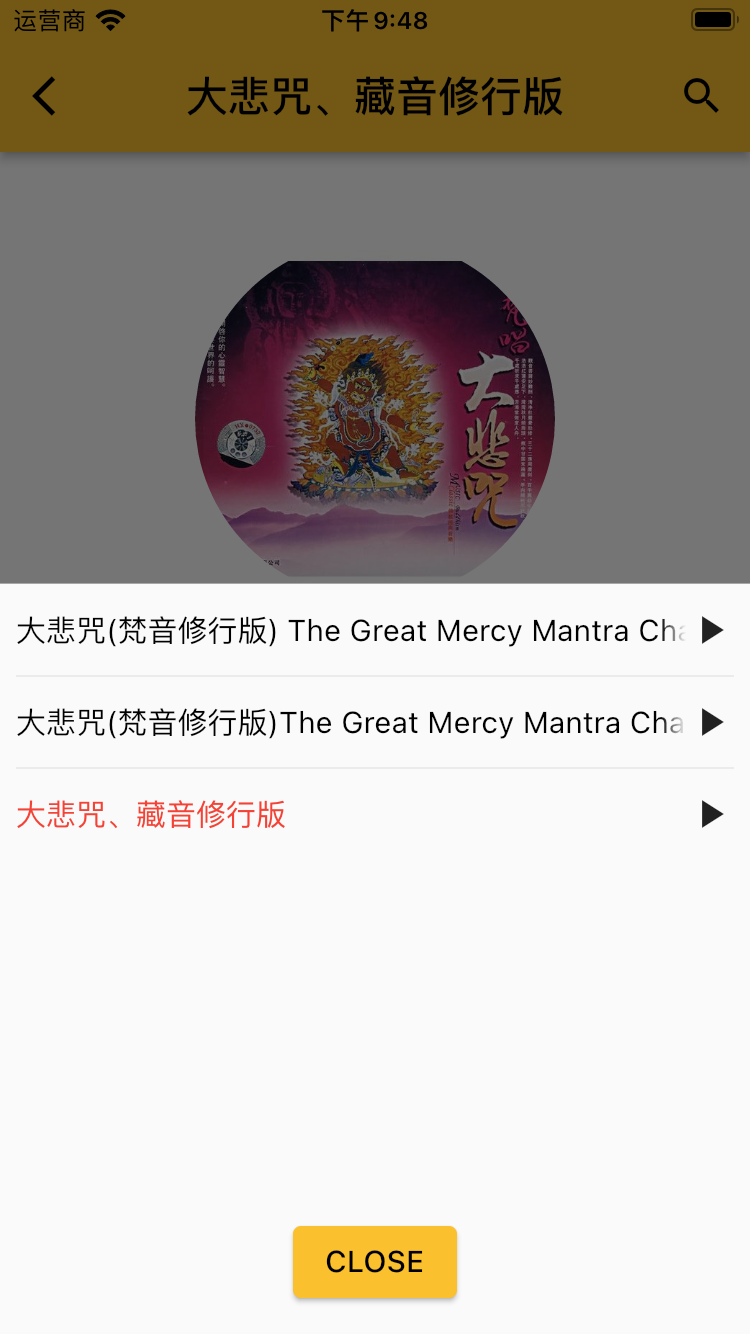 运营商
下午9:48
大悲咒、藏音修行版
梵唱
大悲咒
大悲咒(梵音修行版) The Great Mercy Mantra Cha
大悲咒(梵音修行版)The Great Mercy Mantra Cha
大悲咒、藏音修行版
CLOSE